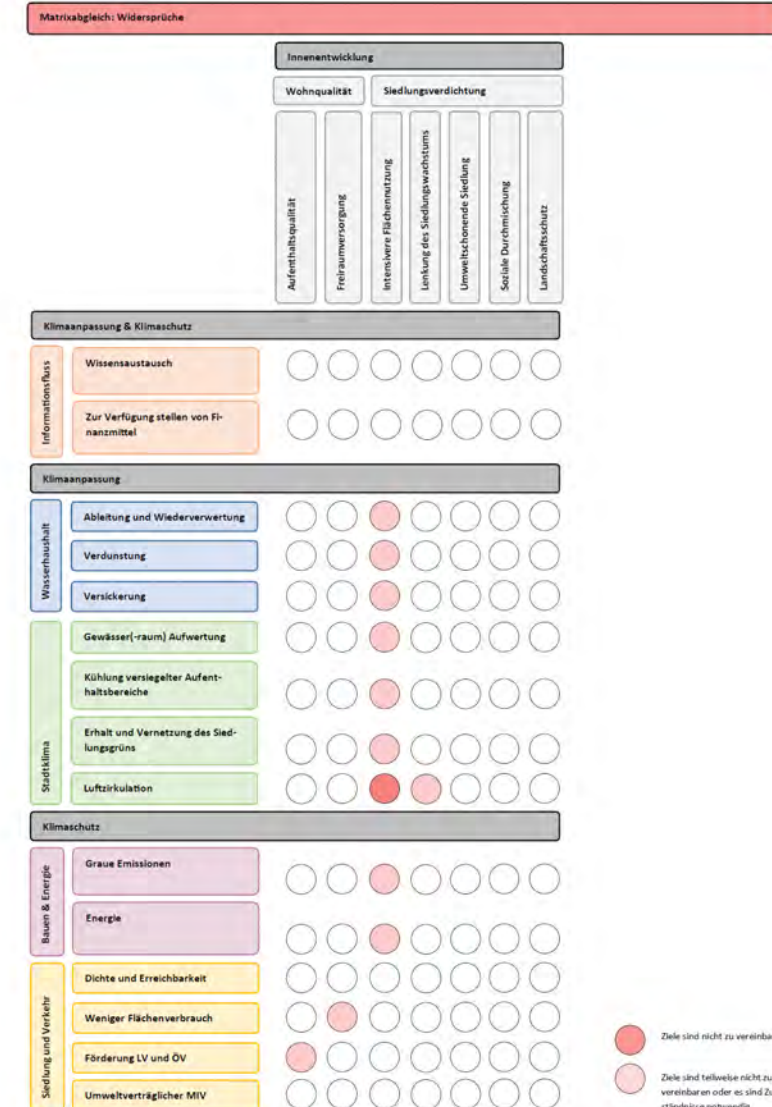 Matrixabgleich: Widersprüche
Innenentwicklung
Wohnqualität
Siedlungsverdichtung
Aufenthaltsqualität
Freiraumversorgung
Intensivere Flächennutzung
Lenkung des Siedlungswachstums
Umweltschonende Siedlung
Soziale Durchmischung
Landschaftsschutz
Klimaanpassung & Klimaschutz
Informationsfluss
Wissensaustausch
Zur Verfügung stellen von Fi-
nanzmittel
Klimaanpassung
Wasserhaushalt
Ableitung und Wiederverwertung
Verdunstung
Versickerung
Stadtklima
Gewässer(-raum) Aufwertung
Kühlung versiegelter Aufent-
haltsbereiche
Erhalt und Vernetzung des Sied-
lungsgrüns
Luftzirkulation
Klimaschutz
Bauen & Energie
Graue Emissionen
Energie
Siedlung und Verkehr
Dichte und Erreichbarkeit
Weniger Flächenverbrauch
Förderung LV und ÖV
Umweltverträglicher MIV
Ziele sind nicht zu vereinba
Ziele sind teilweise nicht zu
vereinbaren oder es sind Zu
ständnisse notwendig